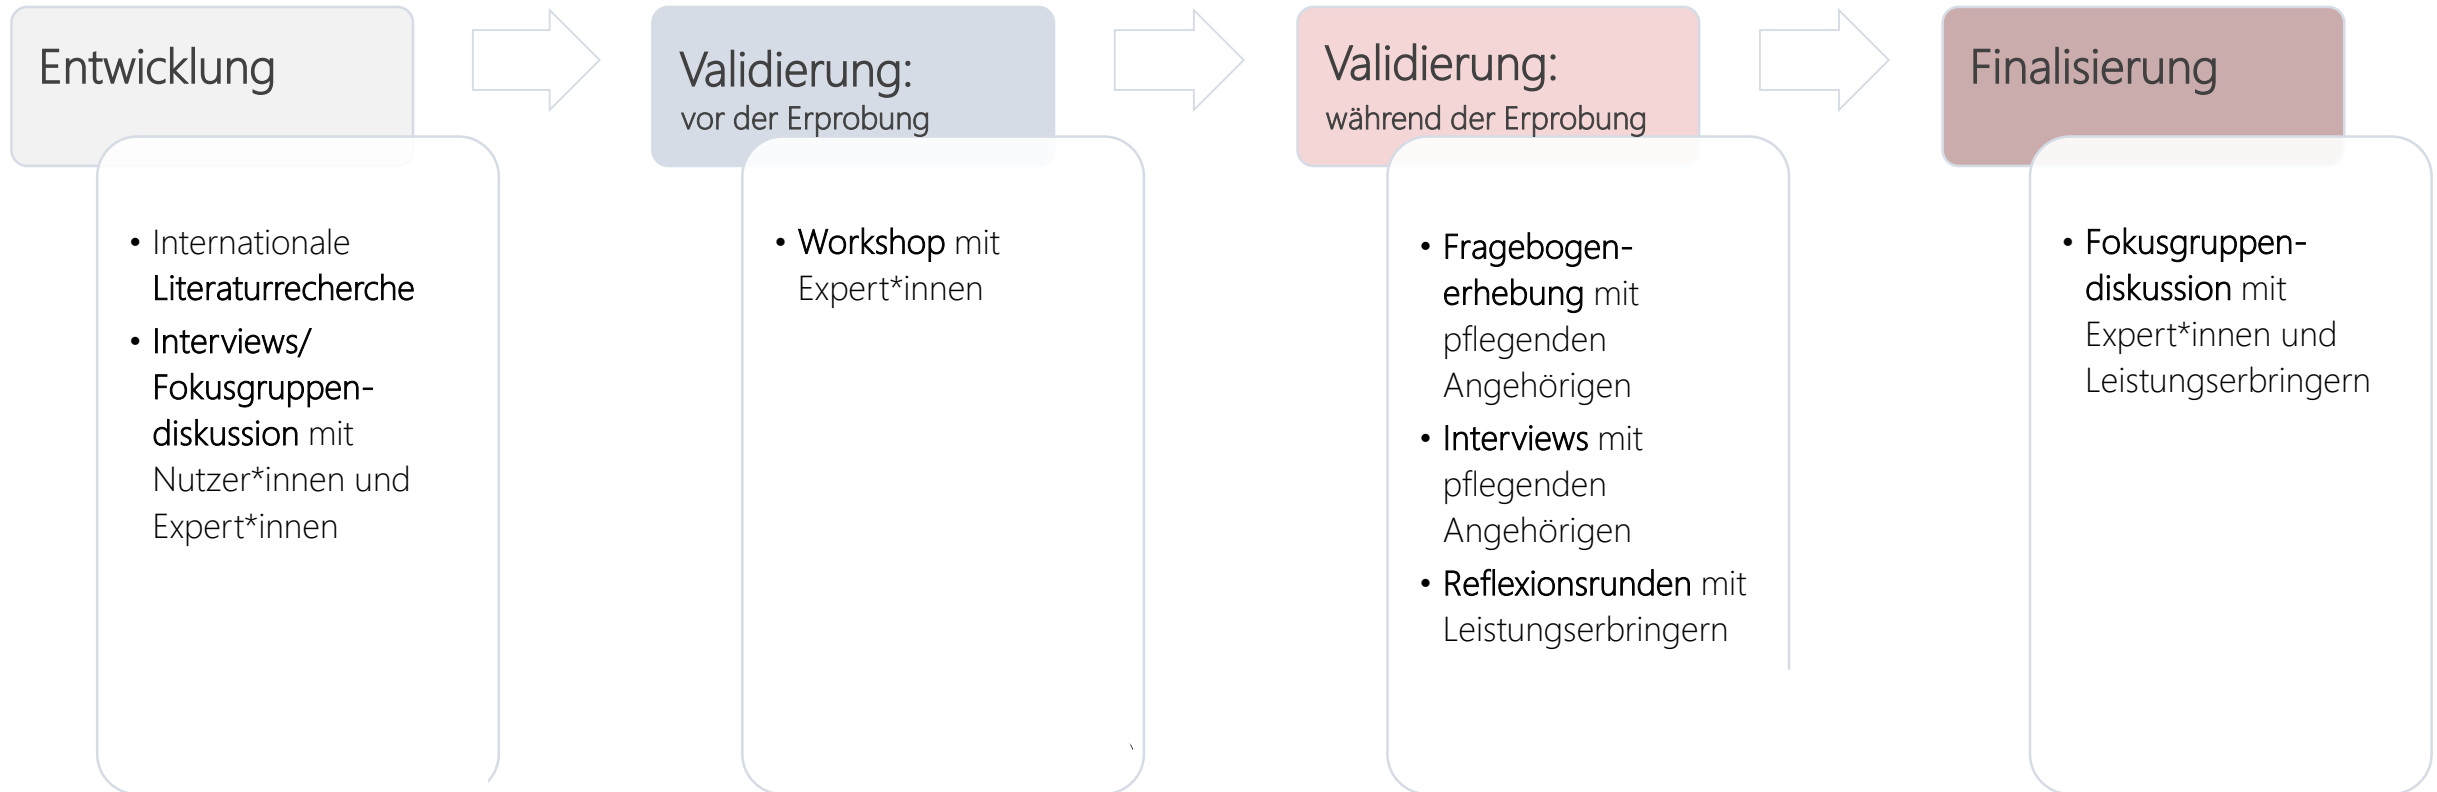 Entwicklung
• Internationale
Literaturrecherche
• Interviews/
Fokusgruppen-
diskussion mit
Nutzer*innen und
Expert*innen
Validierung:
vor der Erprobung
• Workshop mit
Expert*innen
Validierung:
während der Erprobung
• Fragebogen-
erhebung mit
pflegenden
Angehörigen
• Interviews mit
pflegenden
Angehörigen
• Reflexionsrunden mit
Leistungserbringern
Finalisierung
• Fokusgruppen-
diskussion mit
Expert*innen und
Leistungserbringern